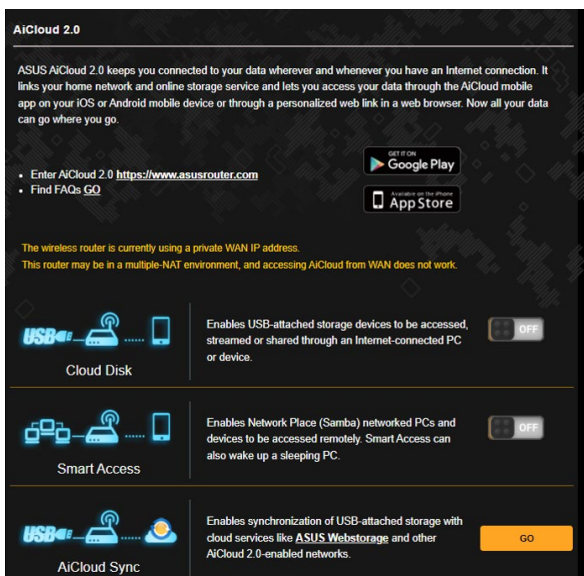 AiCloud 2.0
ASUS AiCloud 2.0 keeps you connected to your data wherever and whenever you have an Internet connection. It
links your home network and online storage service and lets you access your data through the AiCloud mobile
app on your iOS or Android mobile device or through a personalized web link in a web browser. Now all your data
can go where you go.
GET IT ON
Google Play
Enter AiCloud 2.0 https://www.asusrouter.com
Find FAQs GO
Available on the iPhone
App Store
The wireless router is currently using a private WAN IP address.
This router may be in a multiple-NAT environment, and accessing AiCloud from WAN does not work.
USB
Cloud Disk
Enables USB-attached storage devices to be accessed,
streamed or shared through an Internet-connected PC
or device.
OFF
Smart Access
Enables Network Place (Samba) networked PCs and
devices to be accessed remotely. Smart Access can
also wake up a sleeping PC.
OFF
USB
AiCloud Sync
Enables synchronization of USB-attached storage with
cloud services like ASUS Webstorage and other
AiCloud 2.0-enabled networks.
GO